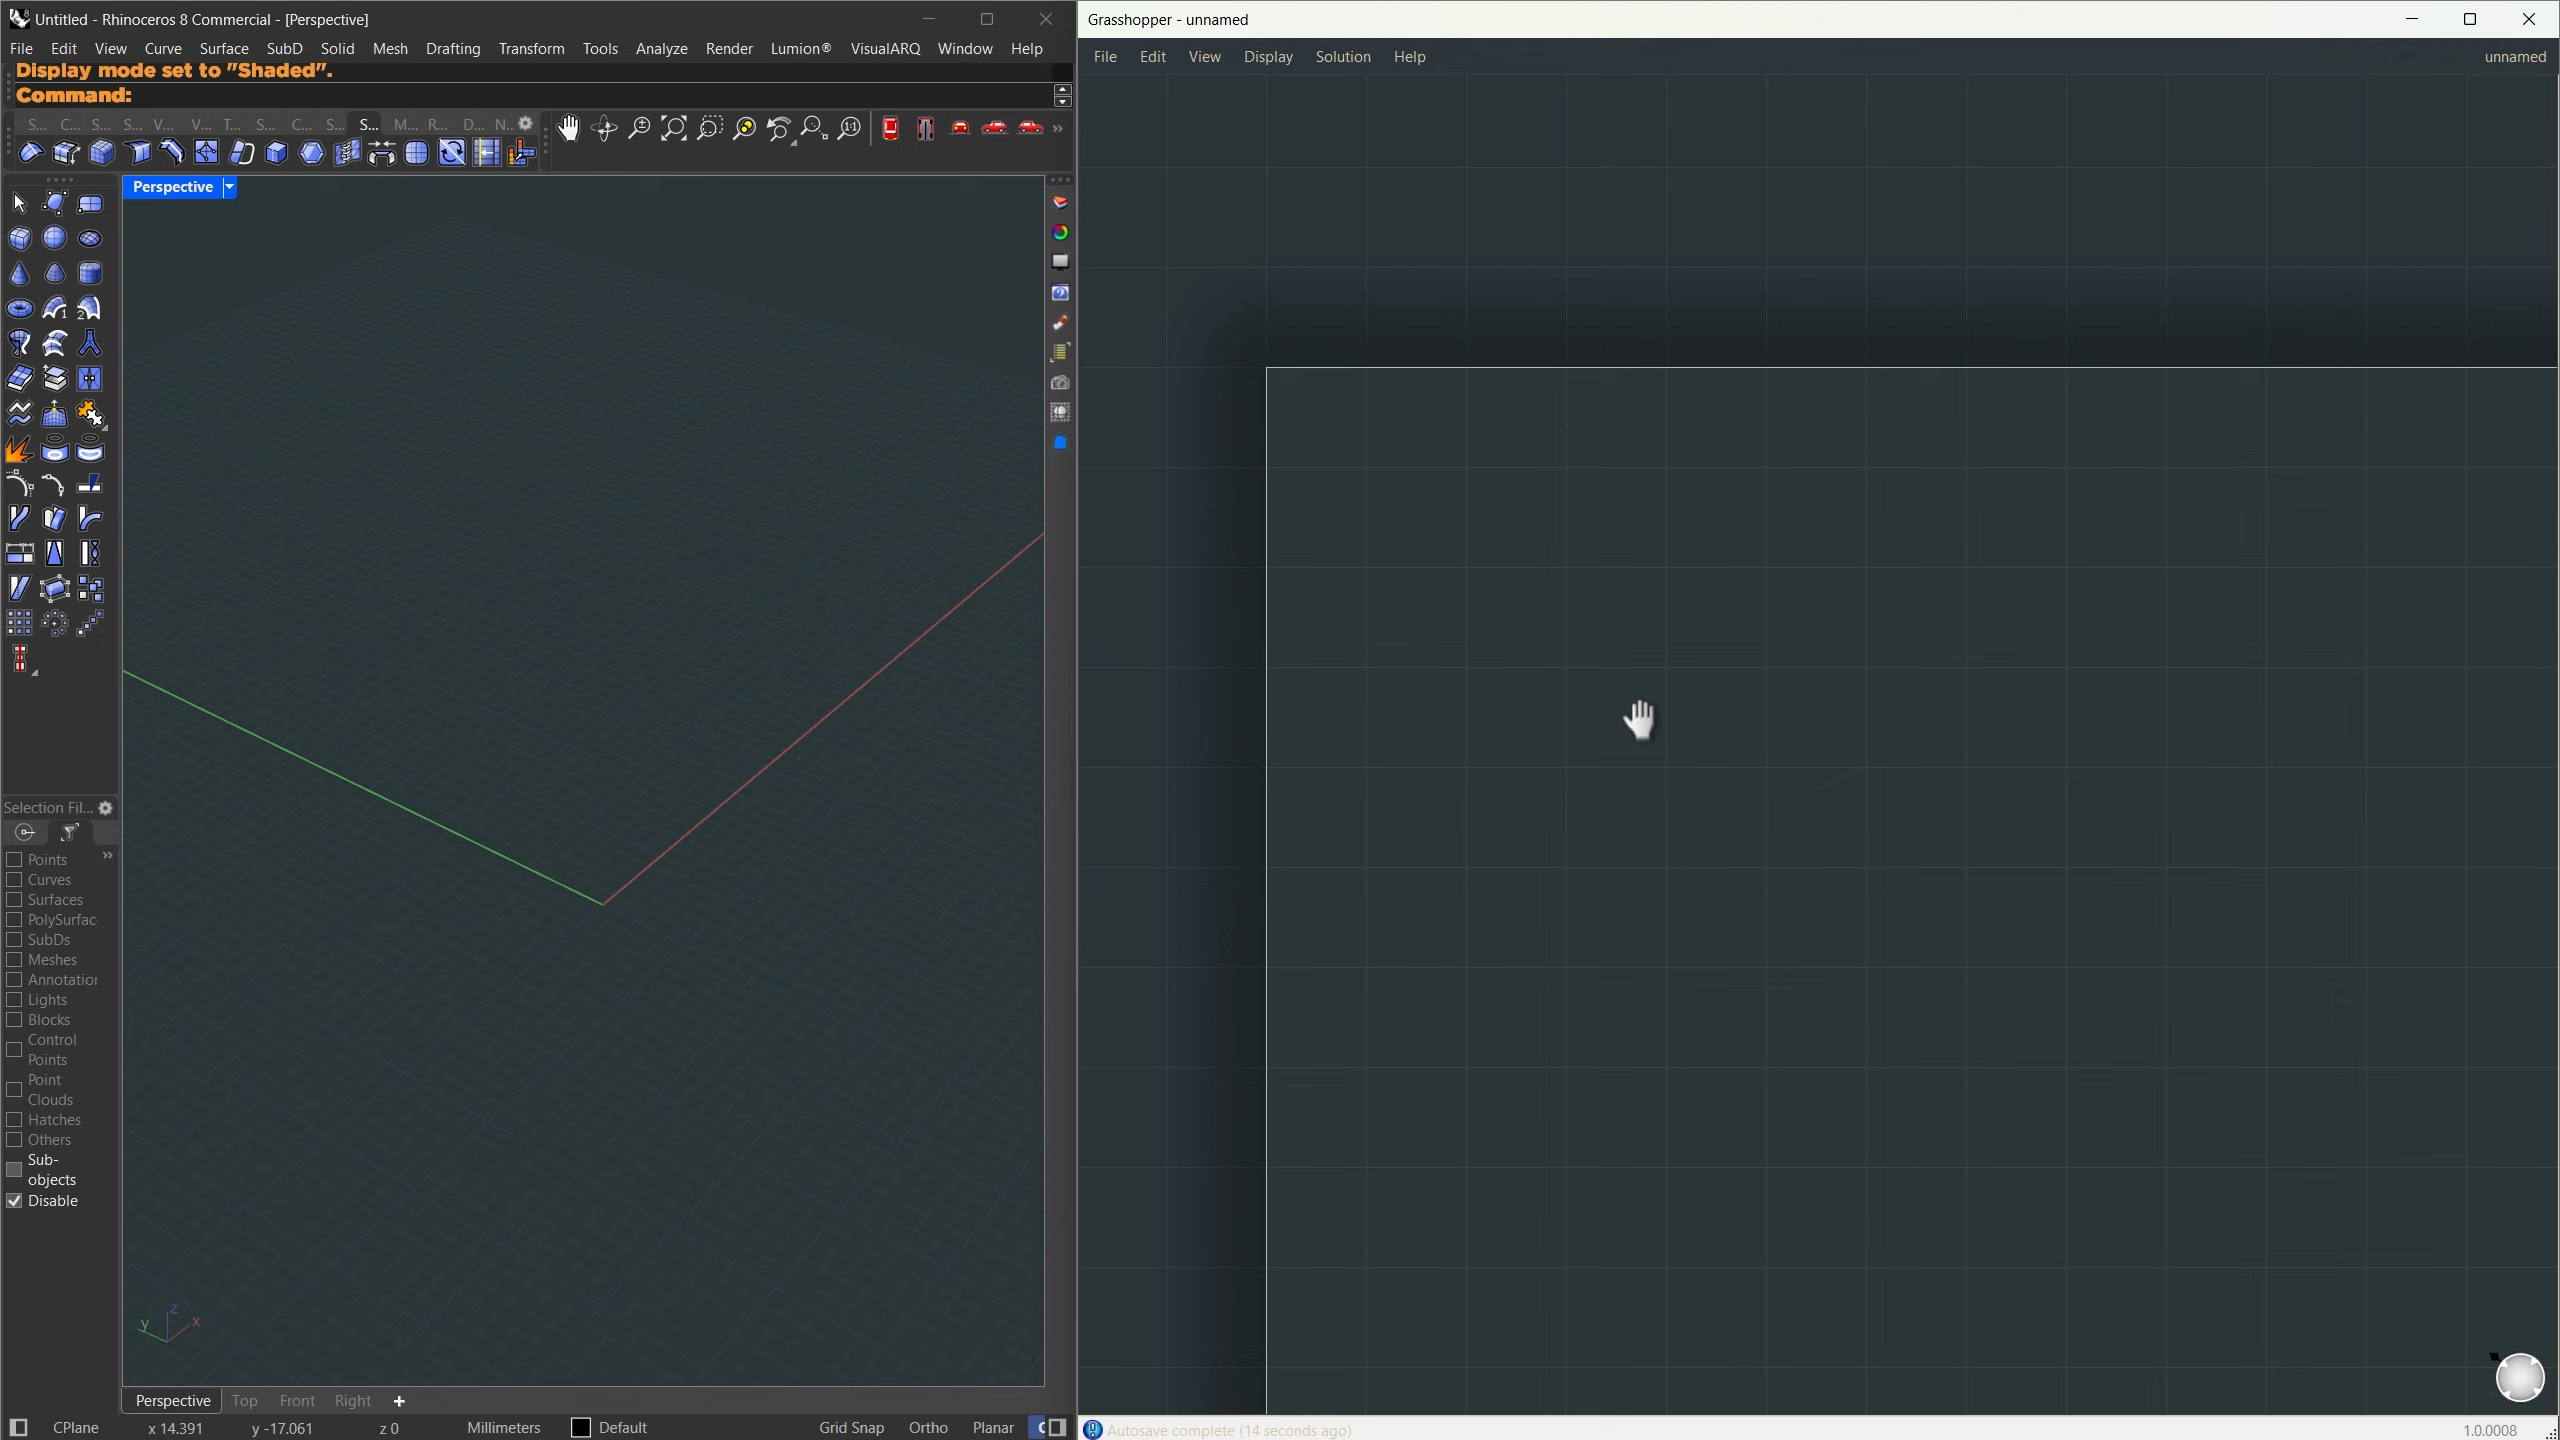 Untitled - Rhinoceros 8 Commercial - [Perspective]
File Edit View Curve Surface SubD Solid Mesh Drafting Transform Tools Analyze Render Lumion® VisualARQ Window Help
Display mode set to "Shaded".
Command:
S... C... S... S... V... V... T... S... C... S... S... M... R... D... N...
Perspective
Selection Fil...
Points
Curves
Surfaces
PolySurfac
SubDs
Meshes
Annotation
Lights
Blocks
Control
Points
Point
Clouds
Hatches
Others
Sub-
objects
Disable
z
y x
Perspective Top Front Right
CPlane x 14.391 y -17.061 z 0 Millimeters Default Grid Snap Ortho Planar
Grasshopper - unnamed
File Edit View Display Solution Help unnamed
Autosave complete (14 seconds ago) 1.0.0008